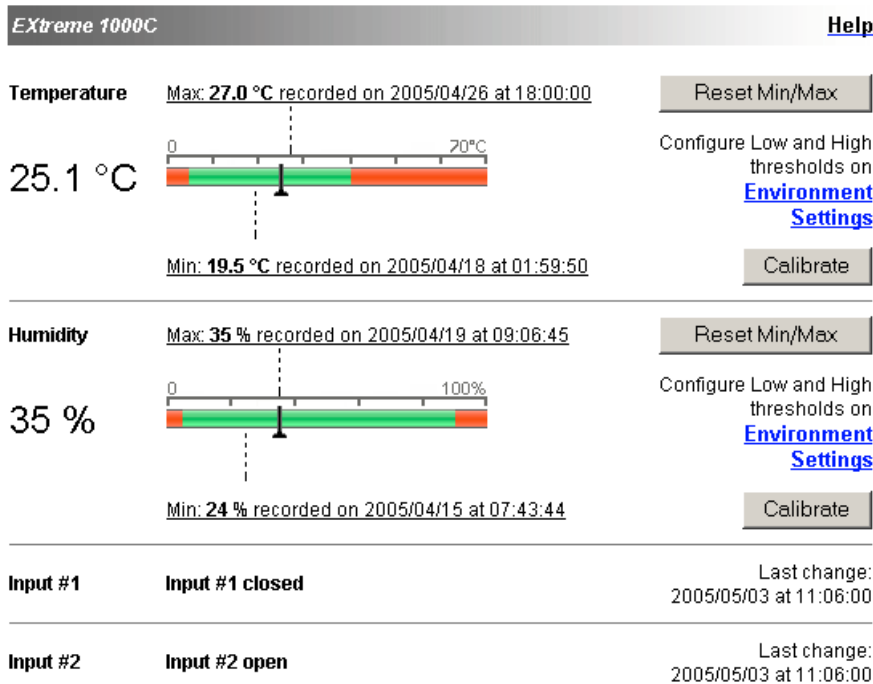 EXtreme 1000C Help
Temperature
Max: 27.0 °C recorded on 2005/04/26 at 18:00:00
Reset Min/Max
0 70°C
25.1 °C
Configure Low and High
thresholds on
Environment
Settings
Min: 19.5 °C recorded on 2005/04/18 at 01:59:50
Calibrate
Humidity
Max: 35 % recorded on 2005/04/19 at 09:06:45
Reset Min/Max
0 100%
35 %
Configure Low and High
thresholds on
Environment
Settings
Min: 24 % recorded on 2005/04/15 at 07:43:44
Calibrate
Input #1
Input #1 closed
Last change:
2005/05/03 at 11:06:00
Input #2
Input #2 open
Last change:
2005/05/03 at 11:06:00